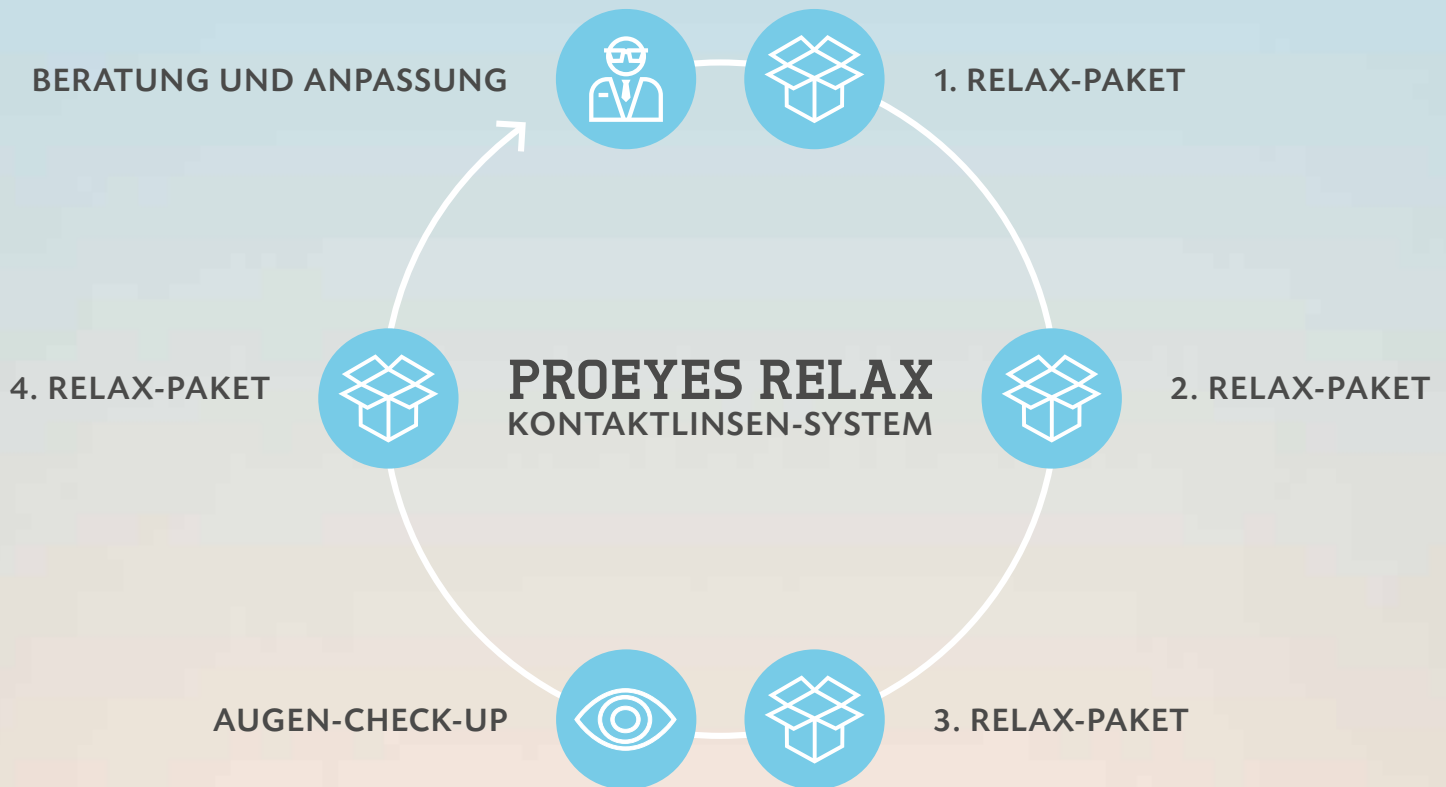 BERATUNG UND ANPASSUNG
1. RELAX-PAKET
4. RELAX-PAKET
PROEYES RELAX
KONTAKTLINSEN-SYSTEM
2. RELAX-PAKET
AUGEN-CHECK-UP
3. RELAX-PAKET